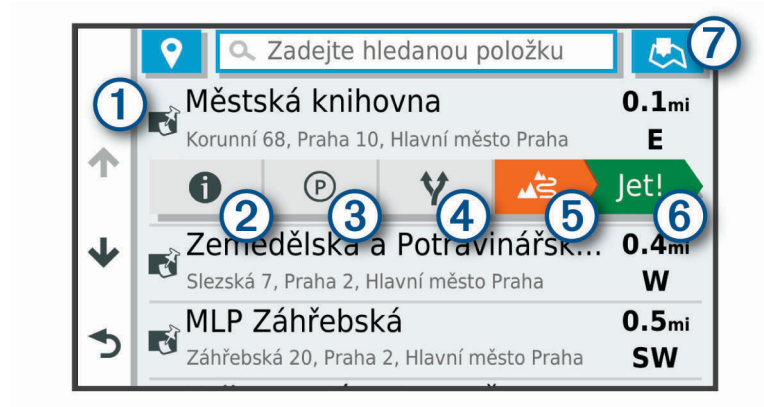 Zadejte hledanou položku
7
1
Městská knihovna
0.1mi
Korunní 68, Praha 10, Hlavní město Praha
E
P
Jet!
2
3
4
5
6
Zemědělská a Potravinářsk...
0.4mi
Slezská 7, Praha 2, Hlavní město Praha
W
MLP Záhřebská
0.5mi
Záhřebská 20, Praha 2, Hlavní město Praha
SW